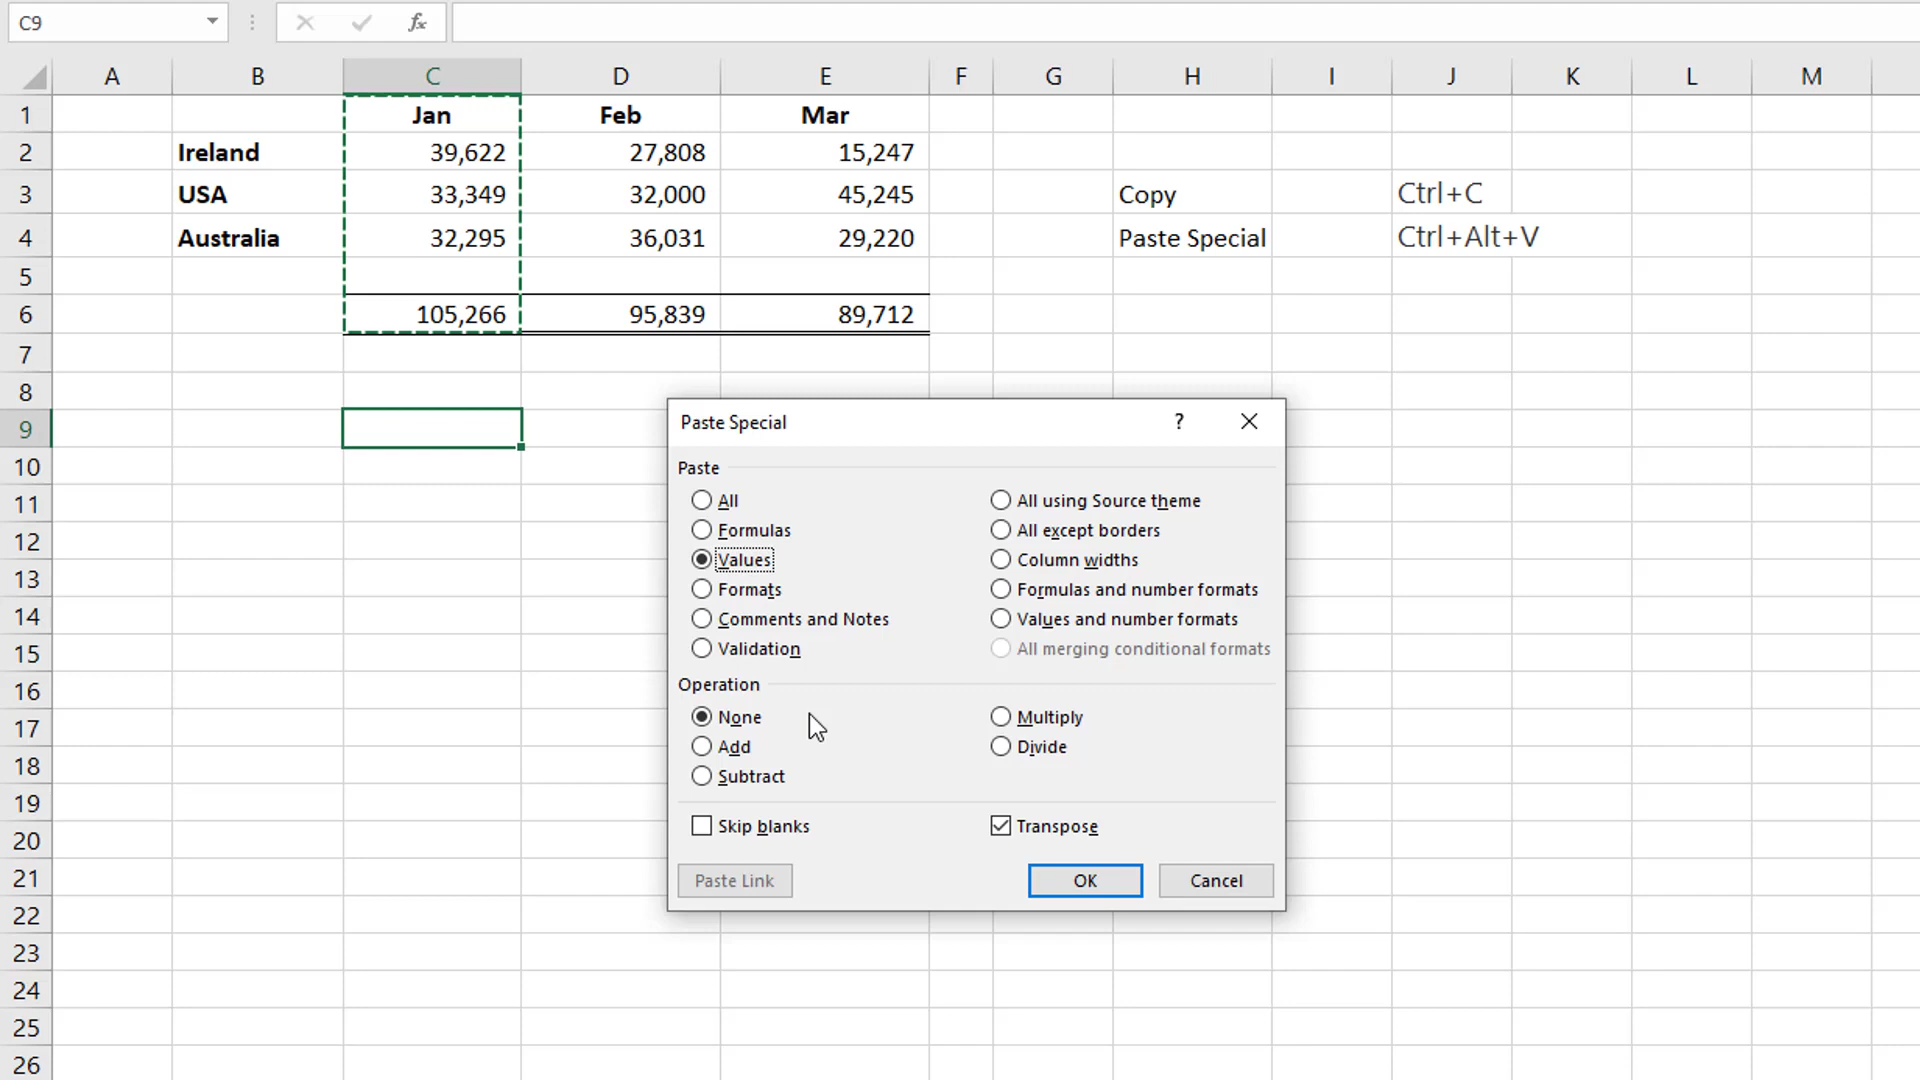 C9
fx
A B C D E F G H I J K L M
1 Jan Feb Mar
2 Ireland 39,622 27,808 15,247
3 USA 33,349 32,000 45,245 Copy Ctrl+C
4 Australia 32,295 36,031 29,220 Paste Special Ctrl+Alt+V
5
6 105,266 95,839 89,712
7
8
9
10
11
12
13
14
15
16
17
18
19
20
21
22
23
24
25
26
Paste Special ?
Paste
All All using Source theme
Formulas All except borders
Values Column widths
Formats Formulas and number formats
Comments and Notes Values and number formats
Validation All merging conditional formats
Operation
None Multiply
Add Divide
Subtract
Skip blanks Transpose
Paste Link OK Cancel